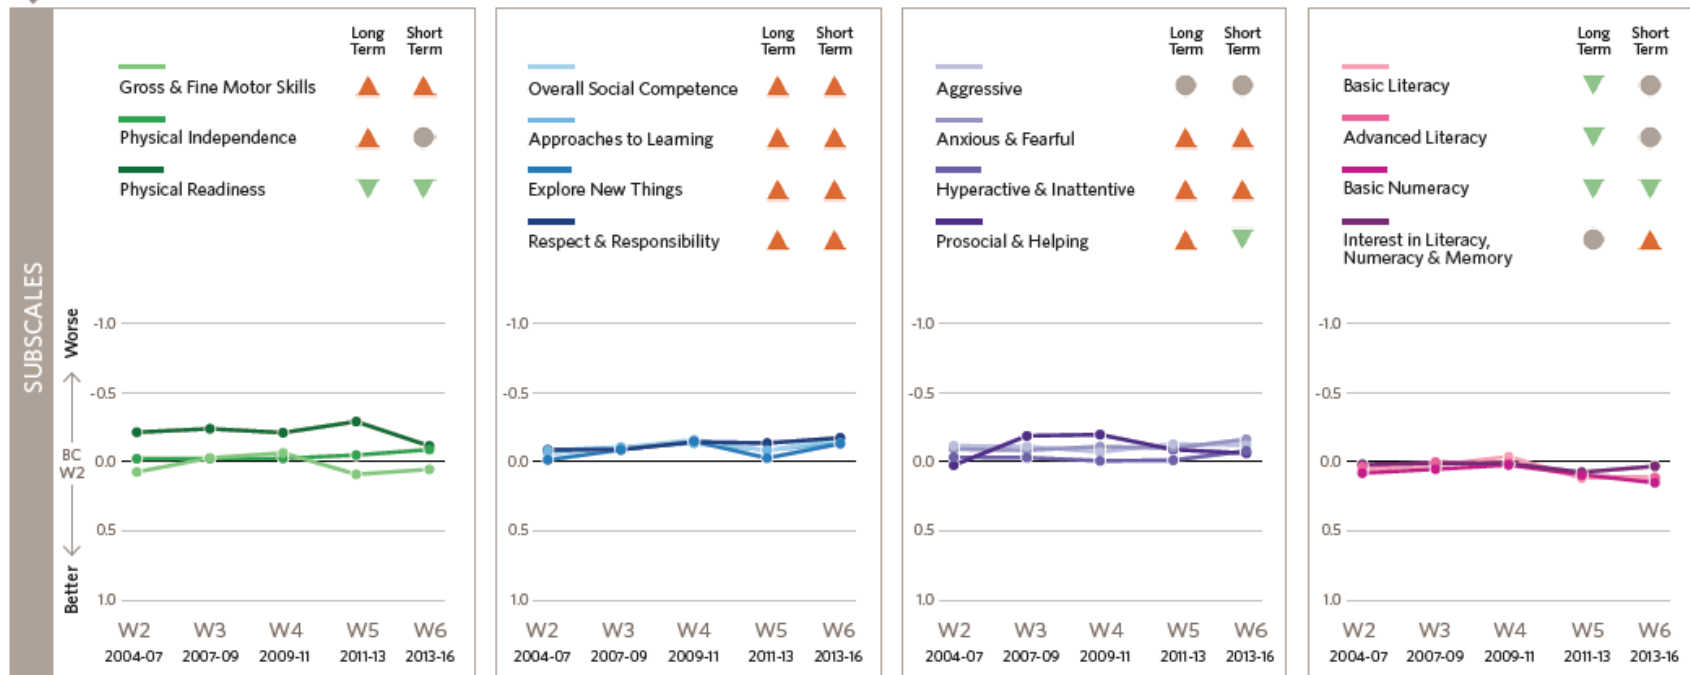 SUBSCALES
Worse
BC
W2
Better
Long Short
Term Term
Gross & Fine Motor Skills
Physical Independence
Physical Readiness
-1.0
-0.5
0.0
0.5
1.0
W2 W3 W4 W5 W6
2004-07 2007-09 2009-11 2011-13 2013-16
Long Short
Term Term
Overall Social Competence
Approaches to Learning
Explore New Things
Respect & Responsibility
-1.0
-0.5
0.0
0.5
1.0
W2 W3 W4 W5 W6
2004-07 2007-09 2009-11 2011-13 2013-16
Long Short
Term Term
Aggressive
Anxious & Fearful
Hyperactive & Inattentive
Prosocial & Helping
-1.0
-0.5
0.0
0.5
1.0
W2 W3 W4 W5 W6
2004-07 2007-09 2009-11 2011-13 2013-16
Long Short
Term Term
Basic Literacy
Advanced Literacy
Basic Numeracy
Interest in Literacy,
Numeracy & Memory
-1.0
-0.5
0.0
0.5
1.0
W2 W3 W4 W5 W6
2004-07 2007-09 2009-11 2011-13 2013-16